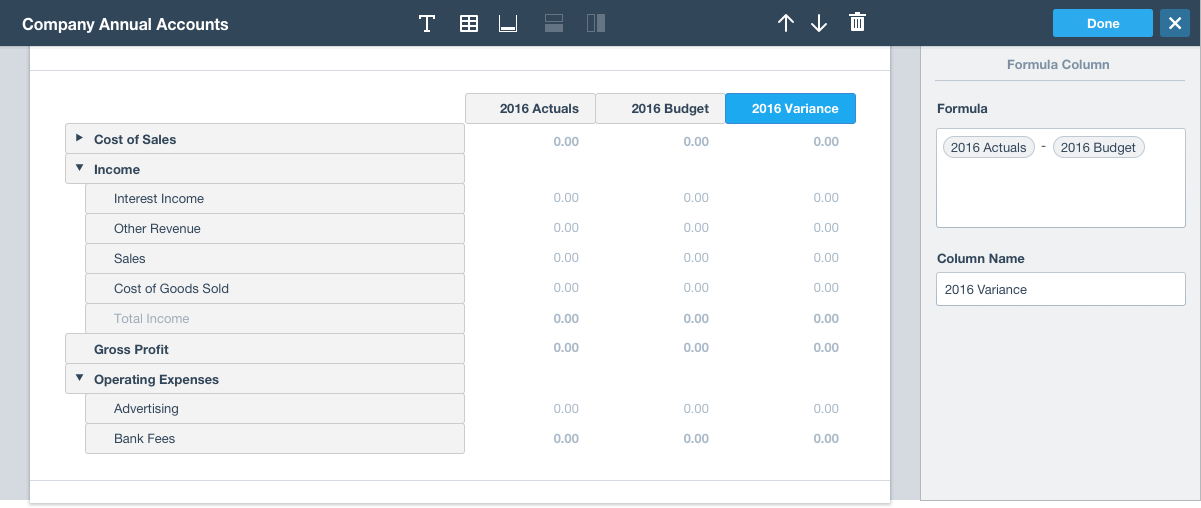 Company Annual Accounts
Done
Formula Column
2016 Actuals 2016 Budget 2016 Variance
Cost of Sales 0.00 0.00 0.00
Income
Interest Income 0.00 0.00 0.00
Other Revenue 0.00 0.00 0.00
Sales 0.00 0.00 0.00
Cost of Goods Sold 0.00 0.00 0.00
Total Income 0.00 0.00 0.00
Gross Profit 0.00 0.00 0.00
Operating Expenses
Advertising 0.00 0.00 0.00
Bank Fees 0.00 0.00 0.00
Formula
2016 Actuals - 2016 Budget
Column Name
2016 Variance